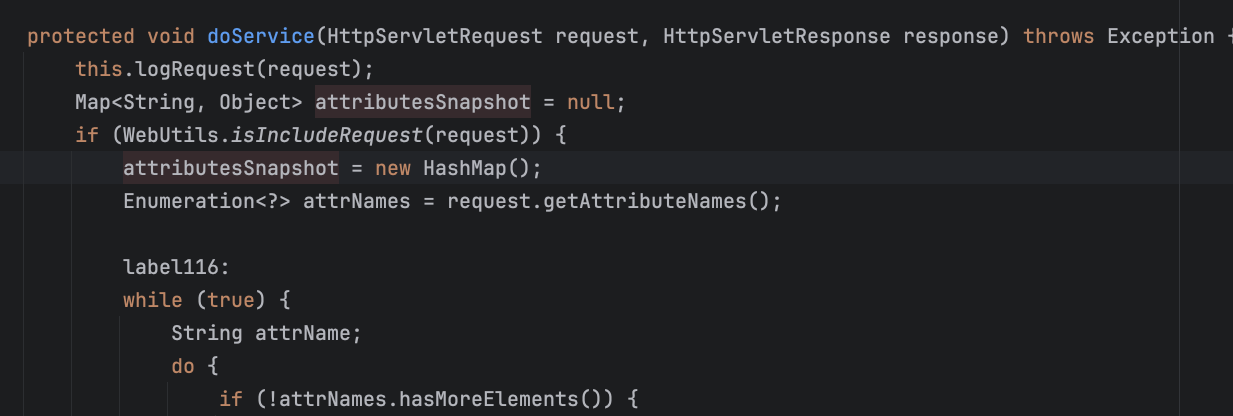 protected void doService(HttpServletRequest request, HttpServletResponse response) throws Exception {
this.logRequest(request);
Map<String, Object> attributesSnapshot = null;
if (WebUtils.isIncludeRequest(request)) {
attributesSnapshot = new HashMap();
Enumeration<?> attrNames = request.getAttributeNames();
label116:
while (true) {
String attrName;
do {
if (!attrNames.hasMoreElements()) {